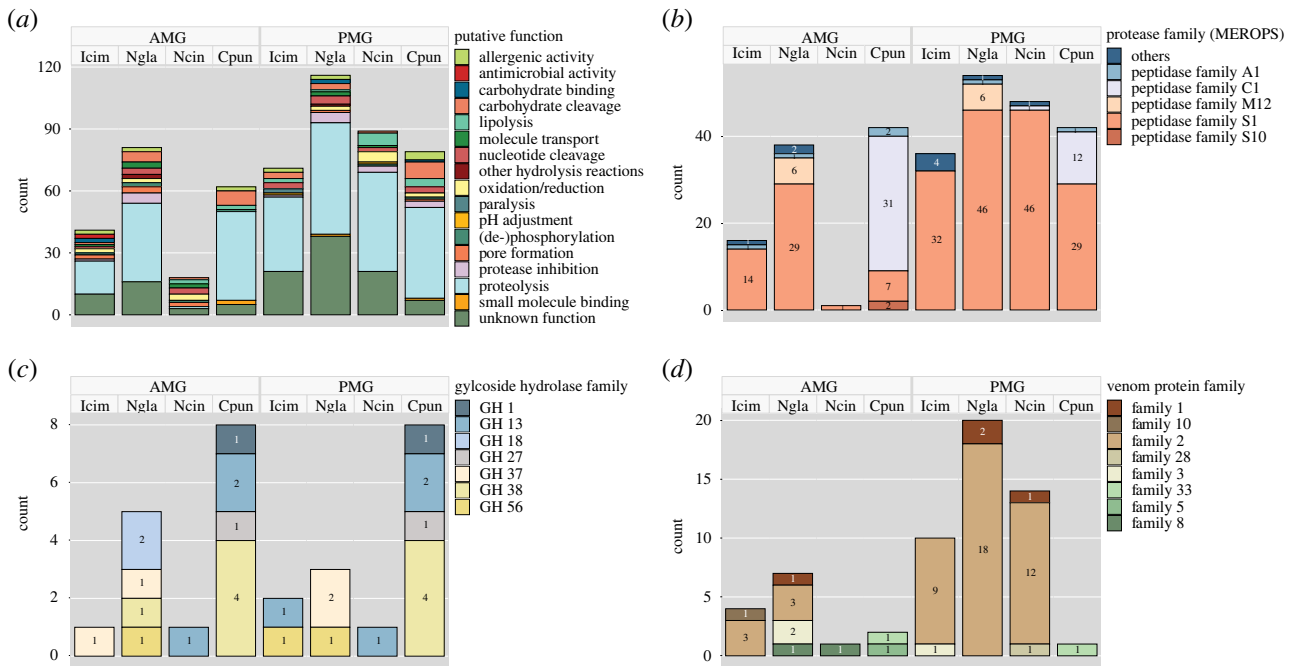 (a)
AMG PMG
Icim Ngla Ncin Cpun Icim Ngla Ncin Cpun
putative function
allergenic activity
antimicrobial activity
carbohydrate binding
carbohydrate cleavage
lipolysis
molecule transport
nucleotide cleavage
other hydrolysis reactions
oxidation/reduction
paralysis
pH adjustment
(de-)phosphorylation
pore formation
protease inhibition
proteolysis
small molecule binding
unknown function
count
120
90
60
30
0
(b)
AMG PMG
Icim Ngla Ncin Cpun Icim Ngla Ncin Cpun
protease family (MEROPS)
others
peptidase family A1
peptidase family C1
peptidase family M12
peptidase family S1
peptidase family S10
count
40
20
0
1
1
14
2
1
6
29
1
2
31
7
2
4
32
1
1
6
46
1
1
46
1
12
29
(c)
AMG PMG
Icim Ngla Ncin Cpun Icim Ngla Ncin Cpun
gylcoside hydrolase family
GH 1
GH 13
GH 18
GH 27
GH 37
GH 38
GH 56
count
8
6
4
2
0
1
2
1
1
1
1
1
2
1
4
1
1
2
1
1
1
2
1
4
(d)
AMG PMG
Icim Ngla Ncin Cpun Icim Ngla Ncin Cpun
venom protein family
family 1
family 10
family 2
family 28
family 3
family 33
family 5
family 8
count
20
15
10
5
0
1
3
1
3
2
1
1
1
1
9
1
2
18
1
12
1
1